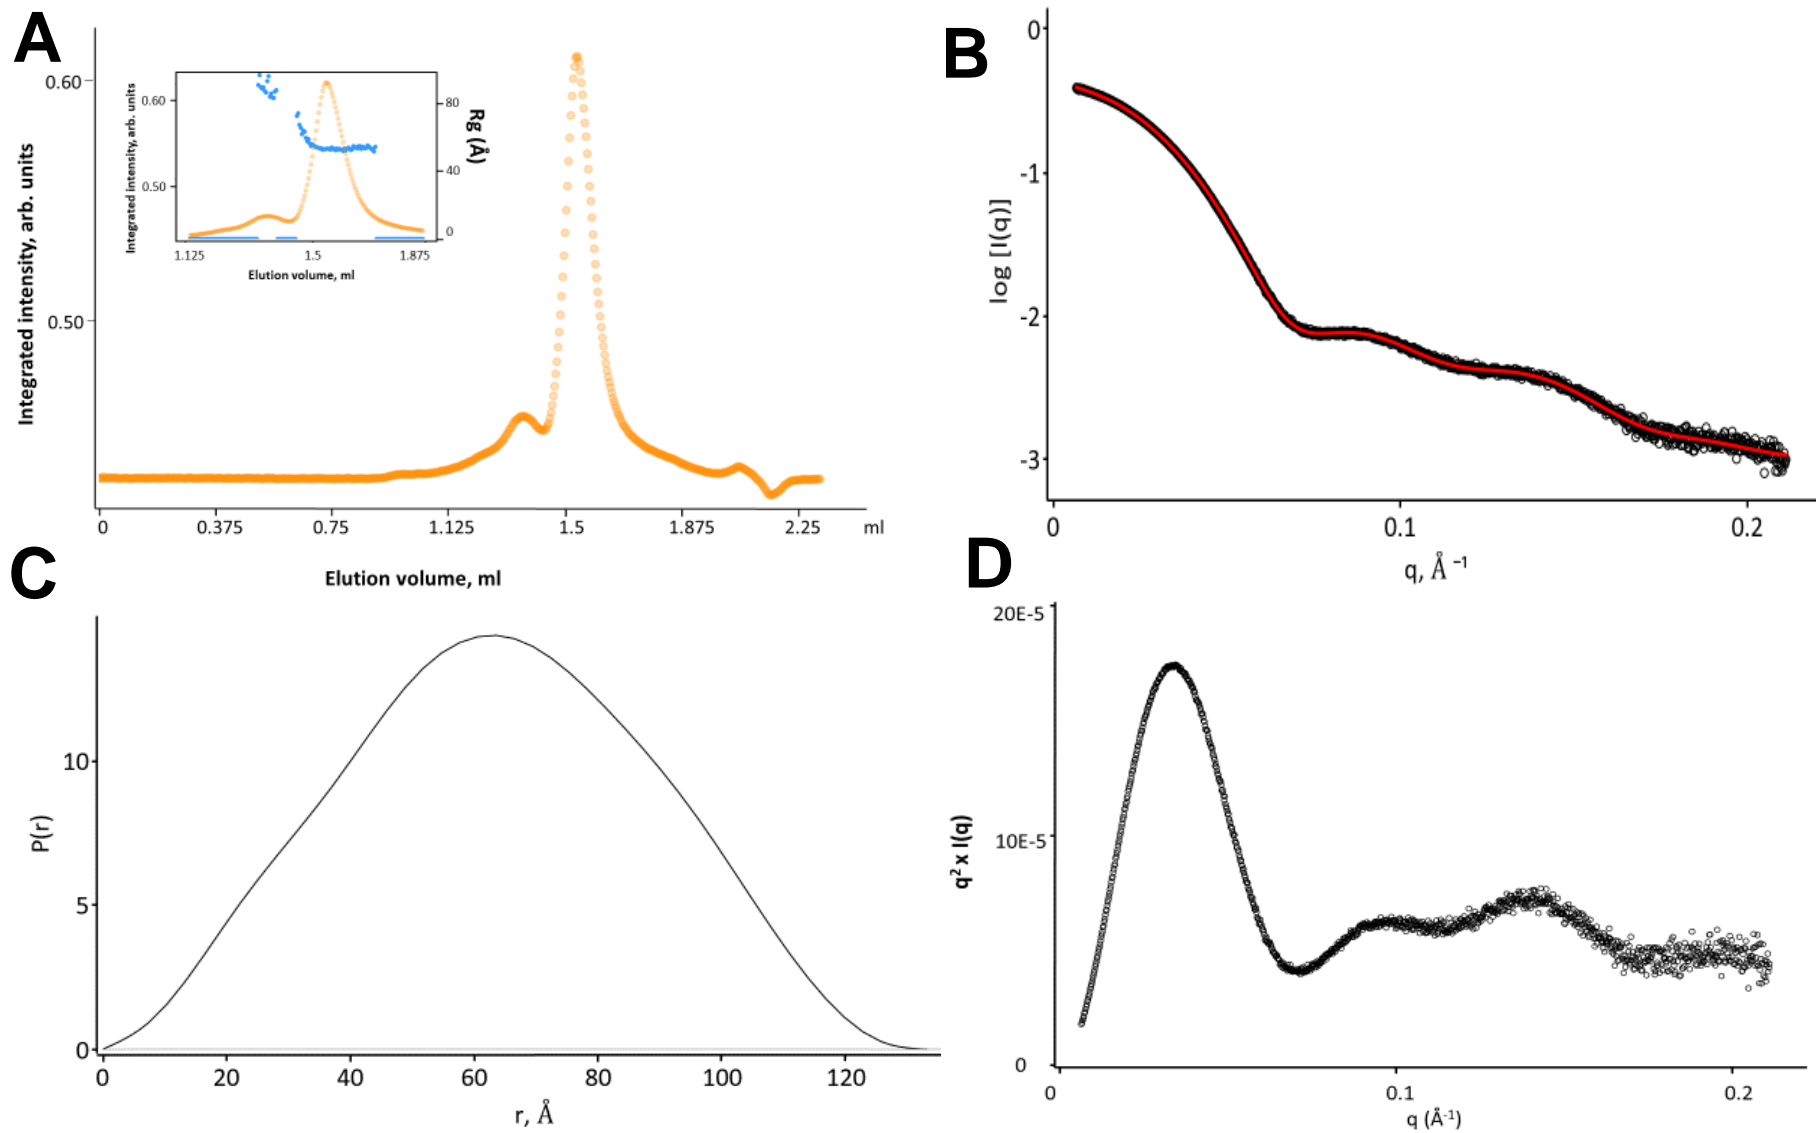 A
Integrated intensity, arb. units
0.60
0.50
0
0.375
0.75
1.125
1.5
1.875
2.25
ml
Elution volume, ml
Integrated intensity, arb. units
0.60
0.50
80
40
0
Rg (Å)
1.125
1.5
1.875
Elution volume, ml
B
log [I(q)]
0
-1
-2
-3
0
0.1
0.2
q, Å⁻¹
C
P(r)
10
5
0
0
20
40
60
80
100
120
r, Å
D
q² x I(q)
20E-5
10E-5
0
0
0.1
0.2
q (Å⁻¹)